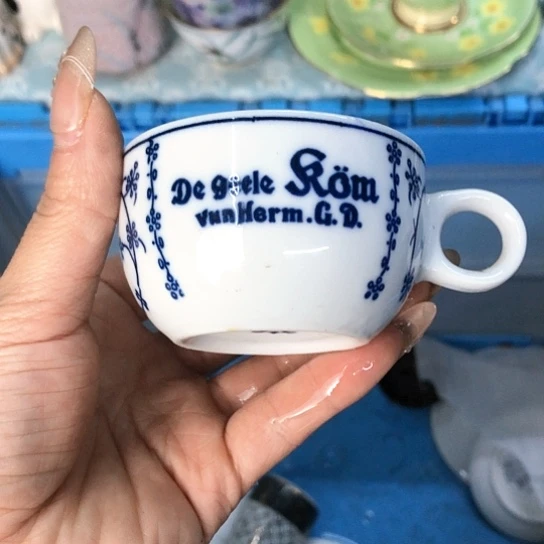 De geele Köm
vun Herm. G. D.